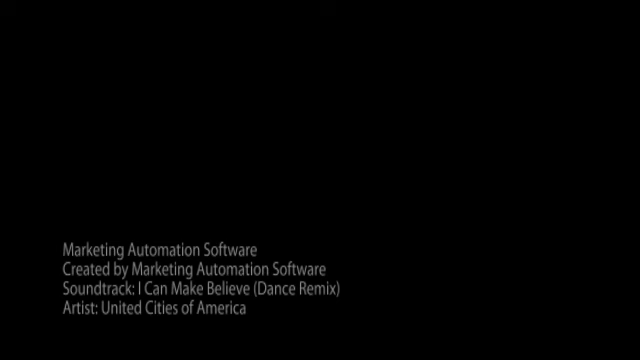 Marketing Automation Software
Created by Marketing Automation Software
Soundtrack: I Can Make Believe (Dance Remix)
Artist: United Cities of America